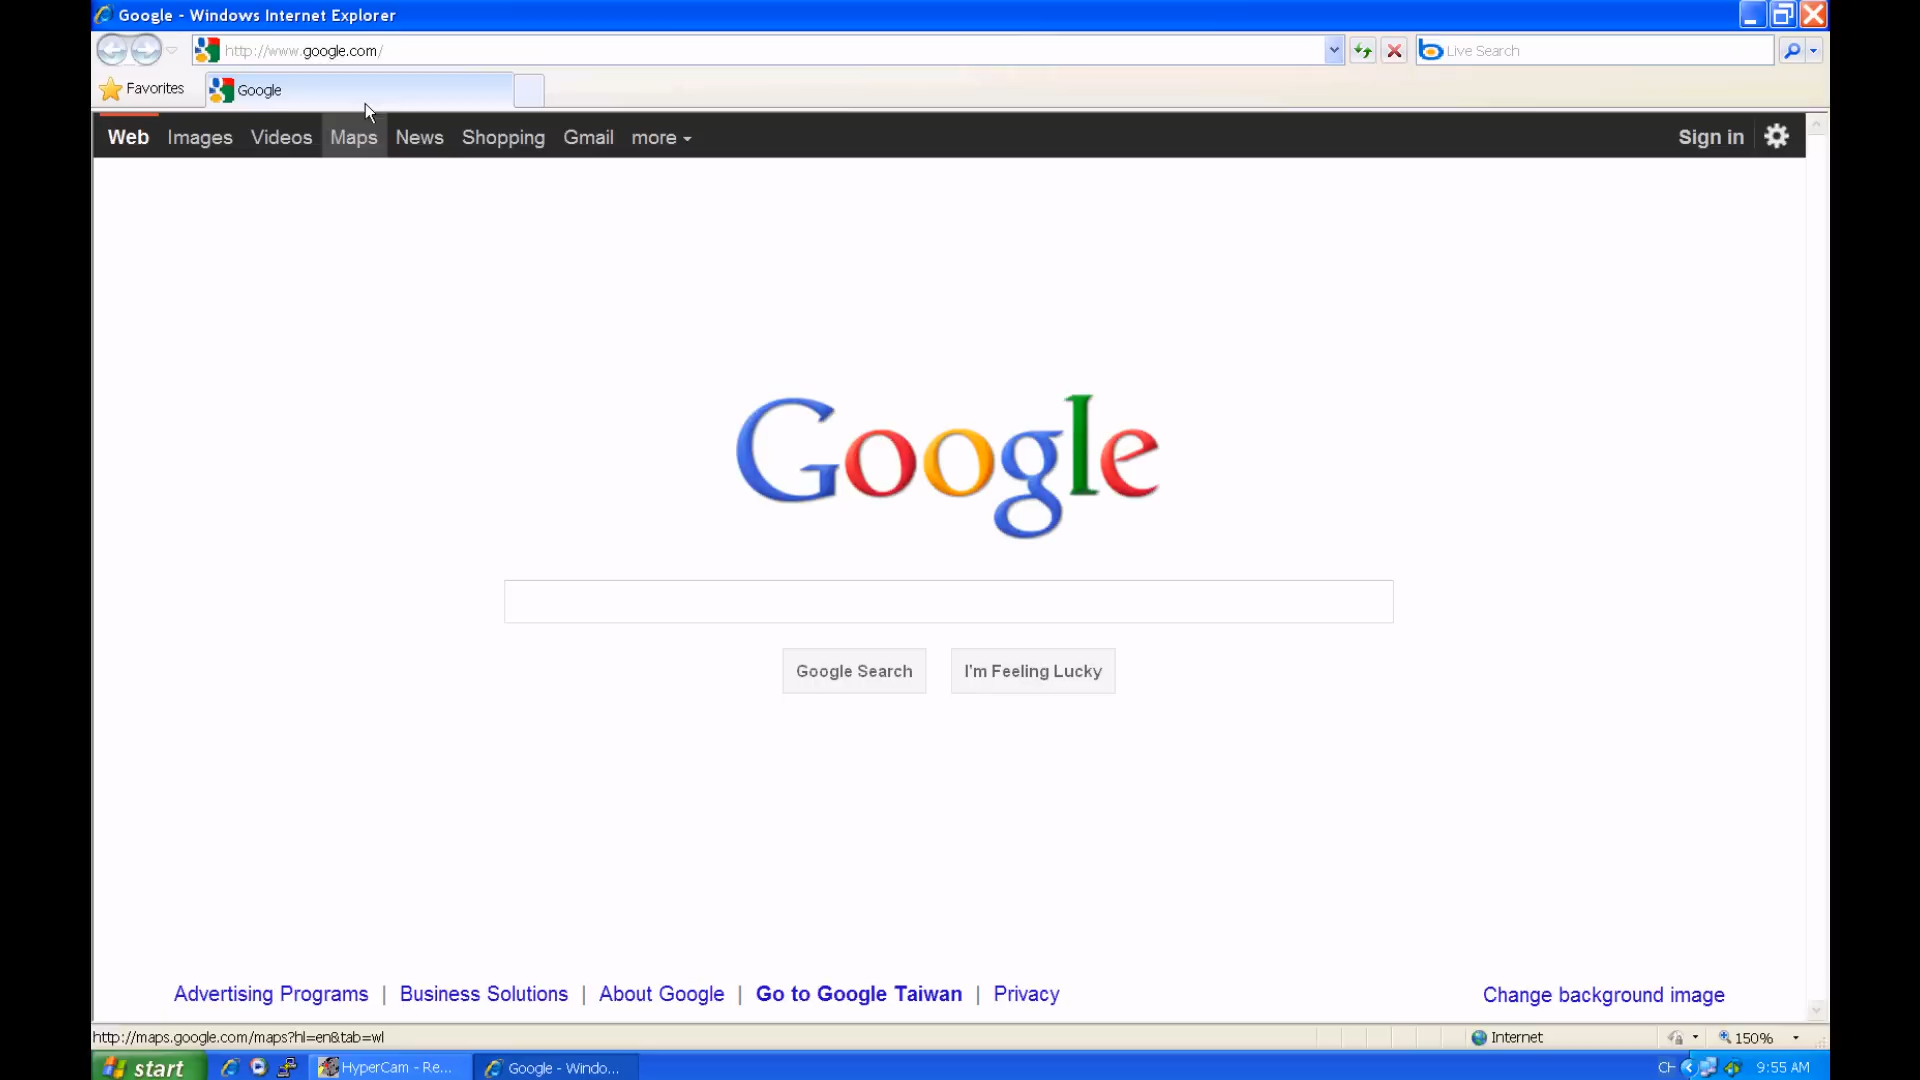 Google - Windows Internet Explorer
http://www.google.com/
Live Search
Favorites
Google
Web Images Videos Maps News Shopping Gmail more
Sign in
Google
Google Search
I'm Feeling Lucky
Advertising Programs | Business Solutions | About Google | Go to Google Taiwan | Privacy
Change background image
http://maps.google.com/maps?hl=en&tab=wl
Internet
150%
start
HyperCam - Re...
Google - Windo...
CH
9:55 AM